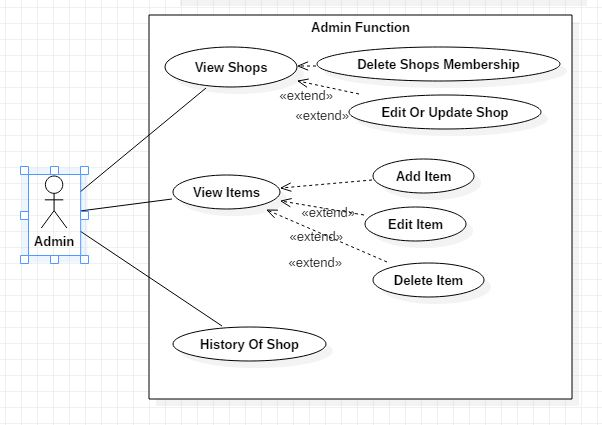 Admin Function
View Shops
Delete Shops Membership
«extend»
Edit Or Update Shop
«extend»
Add Item
View Items
«extend»
Edit Item
Admin
«extend»
«extend»
Delete Item
History Of Shop